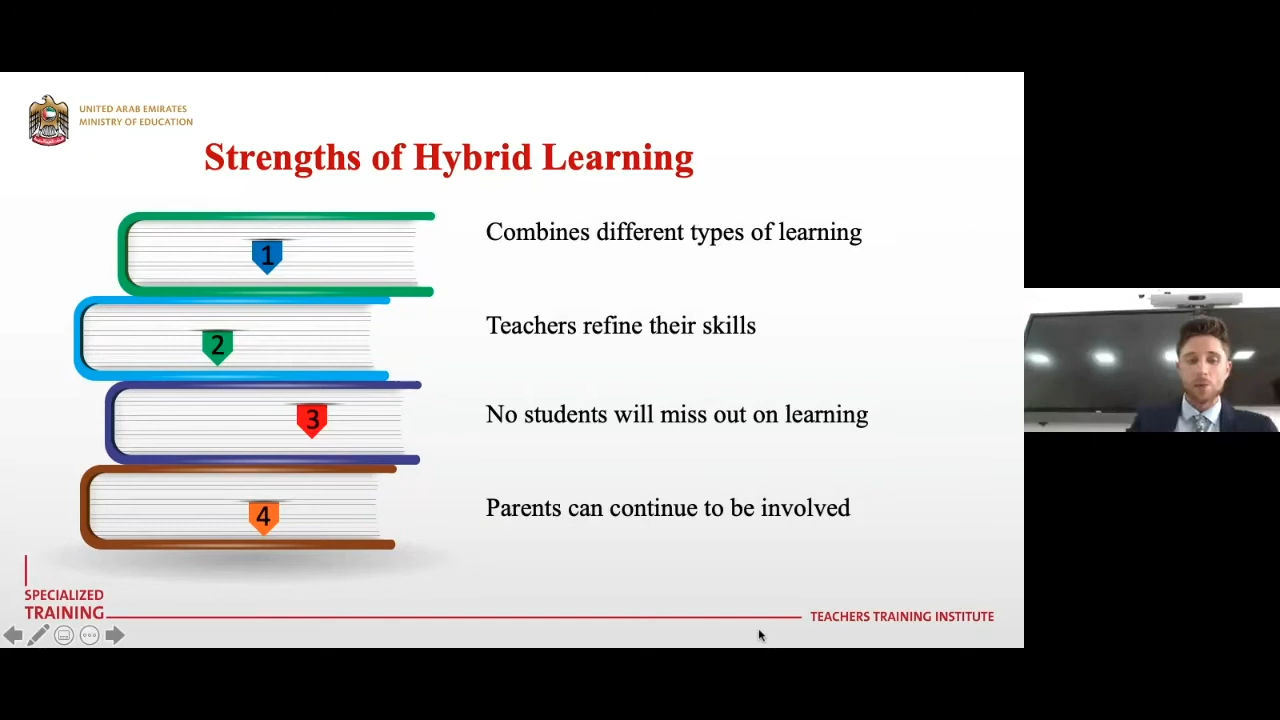 UNITED ARAB EMIRATES
MINISTRY OF EDUCATION
Strengths of Hybrid Learning
1
Combines different types of learning
2
Teachers refine their skills
3
No students will miss out on learning
4
Parents can continue to be involved
SPECIALIZED
TRAINING
TEACHERS TRAINING INSTITUTE